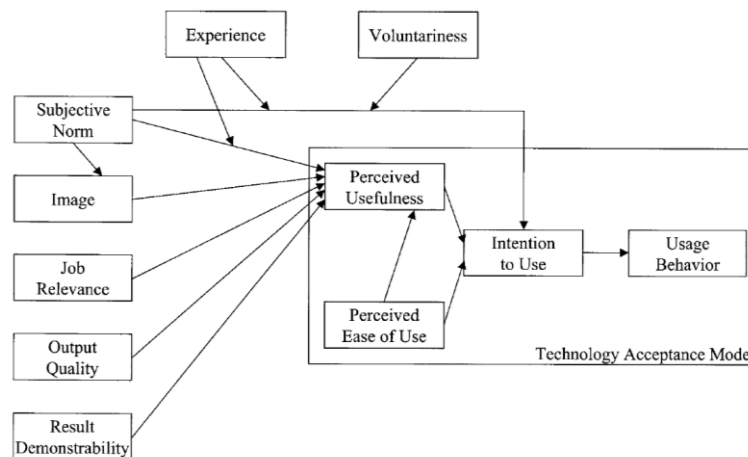 Experience
Voluntariness
Subjective
Norm
Image
Perceived
Usefulness
Intention
to Use
Usage
Behavior
Job
Relevance
Perceived
Ease of Use
Output
Quality
Technology Acceptance Mode
Result
Demonstrability